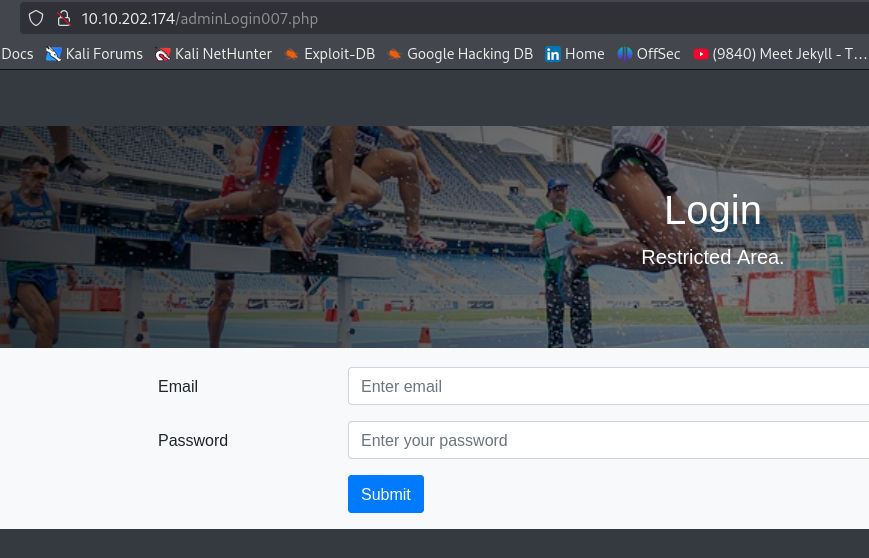 10.10.202.174/adminLogin007.php
Docs Kali Forums Kali NetHunter Exploit-DB Google Hacking DB Home OffSec (9840) Meet Jekyll - T…
Login
Restricted Area.
Email Enter email
Password Enter your password
Submit